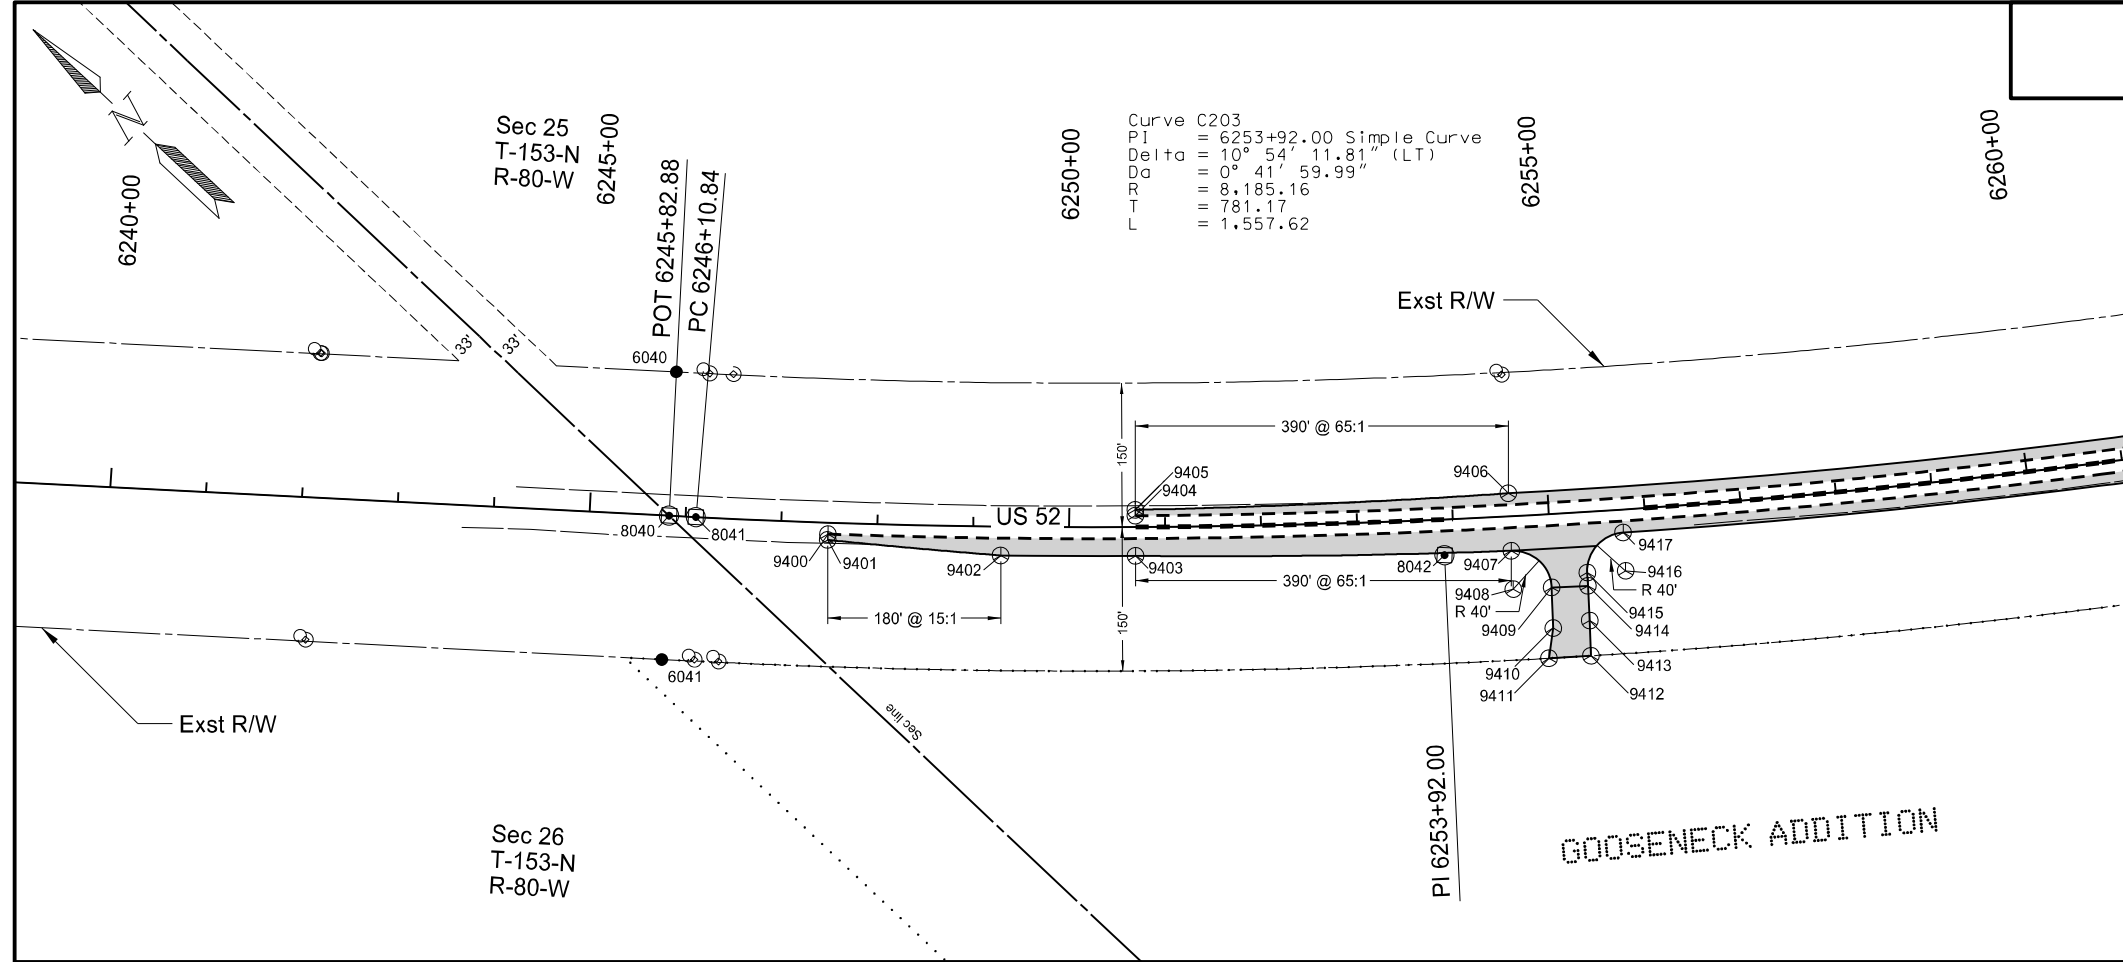 N
6240+00
Sec 25
T-153-N
R-80-W
6245+00
POT 6245+82.88
PC 6246+10.84
6250+00
Curve C203
PI = 6253+92.00 Simple Curve
Delta = 10° 54' 11.81" (LT)
Da = 0° 41' 59.99"
R = 8,185.16
T = 781.17
L = 1,557.62
6255+00
6260+00
Exst R/W
33'
33'
6040
150'
390' @ 65:1
9405
9404
9406
US 52
8040
8041
9400
9401
9402
9403
8042
9407
9417
390' @ 65:1
9408
R 40'
9416
R 40'
9415
9409
9414
180' @ 15:1
150'
9413
9410
9411
9412
6041
Exst R/W
Sec line
PI 6253+92.00
Sec 26
T-153-N
R-80-W
GOOSENECK ADDITION